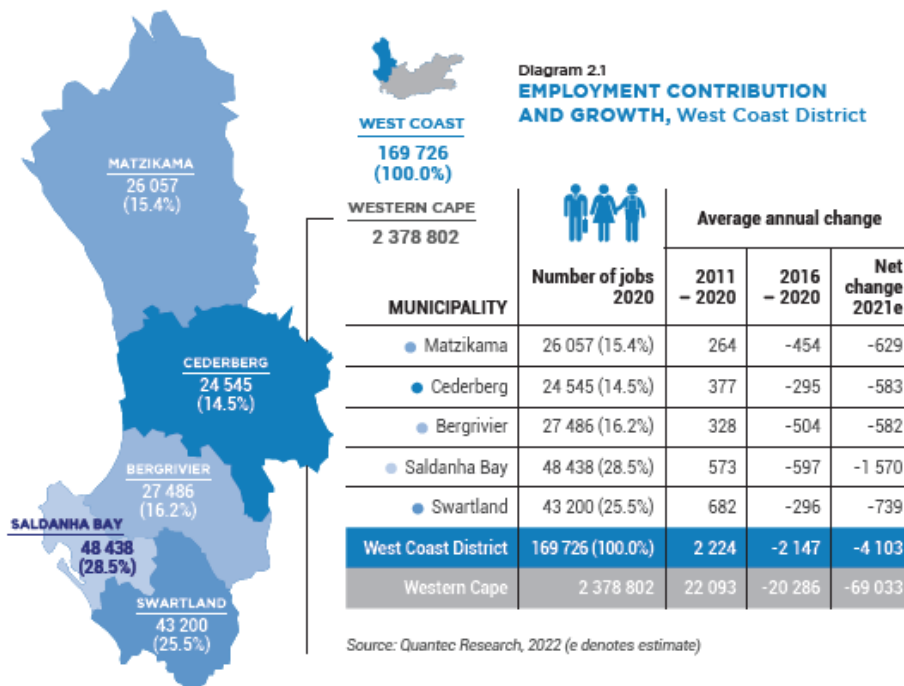 Diagram 2.1
EMPLOYMENT CONTRIBUTION
AND GROWTH, West Coast District
WEST COAST
169 726
(100.0%)
WESTERN CAPE
2 378 802
MATZIKAMA
26 057
(15.4%)
CEDERBERG
24 545
(14.5%)
BERGRIVIER
27 486
(16.2%)
SALDANHA BAY
48 438
(28.5%)
SWARTLAND
43 200
(25.5%)
Average annual change
MUNICIPALITY
Number of jobs
2020
2011
– 2020
2016
– 2020
Net
change
2021e
Matzikama 26 057 (15.4%) 264 -454 -629
Cederberg 24 545 (14.5%) 377 -295 -583
Bergrivier 27 486 (16.2%) 328 -504 -582
Saldanha Bay 48 438 (28.5%) 573 -597 -1 570
Swartland 43 200 (25.5%) 682 -296 -739
West Coast District 169 726 (100.0%) 2 224 -2 147 -4 103
Western Cape 2 378 802 22 093 -20 286 -69 033
Source: Quantec Research, 2022 (e denotes estimate)